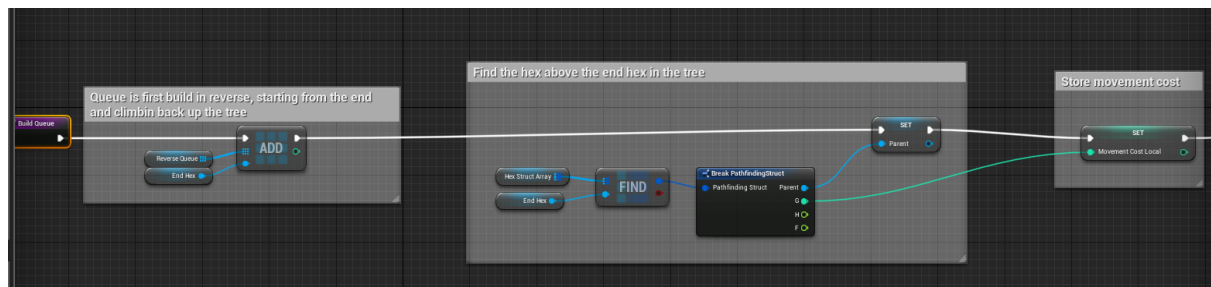 Find the hex above the end hex in the tree
Store movement cost
Queue is first build in reverse, starting from the end
and climbin back up the tree
Build Queue
SET
Parent
SET
Movement Cost Local
ADD
Reverse Queue
End Hex
Hex Struct Array
End Hex
FIND
Break PathfindingStruct
Pathfinding Struct Parent
G
H
F